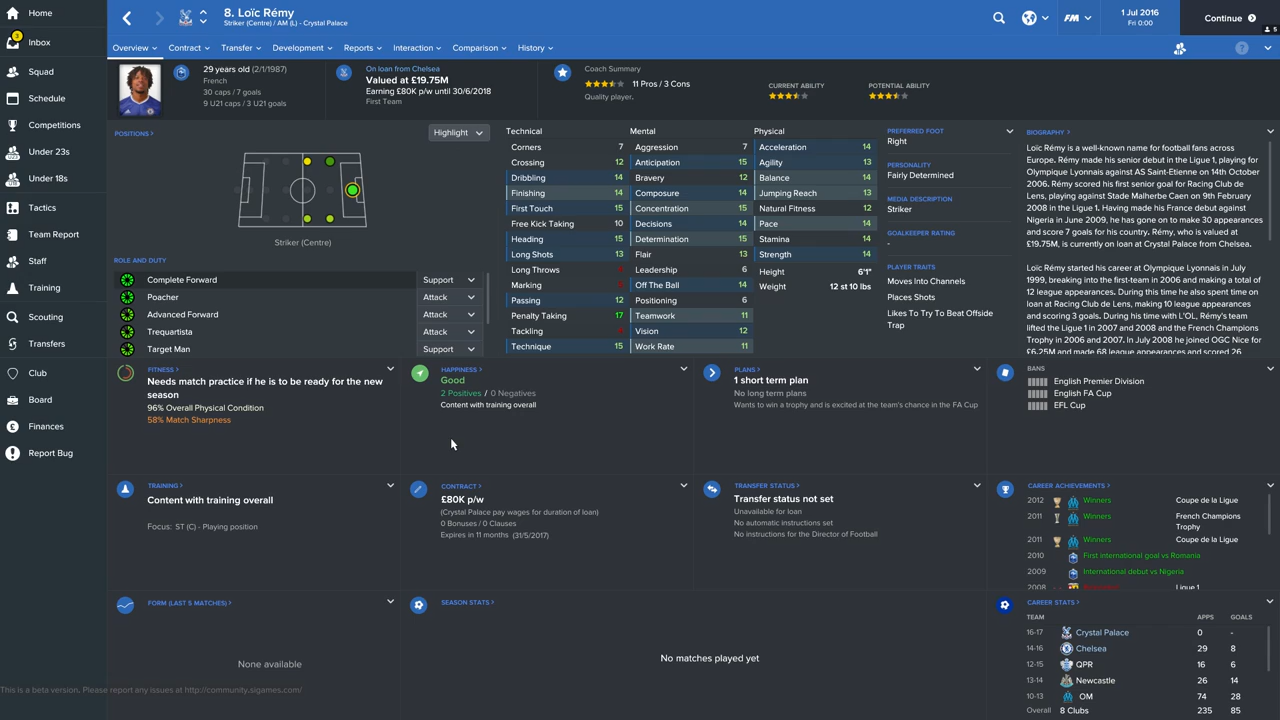 Home
3
Inbox
Squad
Schedule
Competitions
Under 23s
Under 18s
Tactics
Team Report
Staff
Training
Scouting
Transfers
Club
Board
Finances
Report Bug
8. Loïc Rémy
Striker (Centre) / AM (L) - Crystal Palace
FM
1 Jul 2016
Fri 0:00
Continue
5
Overview
Contract
Transfer
Development
Reports
Interaction
Comparison
History
?
29 years old (2/1/1987)
French
30 caps / 7 goals
9 U21 caps / 3 U21 goals
On loan from Chelsea
Valued at £19.75M
Earning £80K p/w until 30/6/2018
First Team
Coach Summary
11 Pros / 3 Cons
Quality player.
CURRENT ABILITY
POTENTIAL ABILITY
POSITIONS >
Highlight
Striker (Centre)
ROLE AND DUTY
Complete Forward Support
Poacher Attack
Advanced Forward Attack
Trequartista Attack
Target Man Support
Technical
Corners 7
Crossing 12
Dribbling 14
Finishing 14
First Touch 15
Free Kick Taking 10
Heading 15
Long Shots 13
Long Throws
Marking
Passing 12
Penalty Taking 17
Tackling
Technique 15
Mental
Aggression 7
Anticipation 15
Bravery 12
Composure 14
Concentration 15
Decisions 14
Determination 15
Flair 14
Leadership 6
Off The Ball 14
Positioning 6
Teamwork 11
Vision 12
Work Rate 11
Physical
Acceleration 14
Agility 13
Balance 14
Jumping Reach 13
Natural Fitness 12
Pace 14
Stamina 14
Strength 14
Height 6'1"
Weight 12 st 10 lbs
PREFERRED FOOT
Right
PERSONALITY
Fairly Determined
MEDIA DESCRIPTION
Striker
GOALKEEPER RATING
-
PLAYER TRAITS
Moves Into Channels
Places Shots
Likes To Try To Beat Offside
Trap
BIOGRAPHY >
Loïc Rémy is a well-known name for football fans across
Europe. Rémy made his senior debut in the Ligue 1, playing for
Olympique Lyonnais against AS Saint-Etienne on 14th October
2006. Rémy scored his first senior goal for Racing Club de
Lens, playing against Stade Malherbe Caen on 9th February
2008 in the Ligue 1. Having made his France debut against
Nigeria in June 2009, he has gone on to make 30 appearances
and score 7 goals for his country. Rémy, who is valued at
£19.75M, is currently on loan at Crystal Palace from Chelsea.
Loïc Rémy started his career at Olympique Lyonnais in July
1999, breaking into the first-team in 2006 and making a total of
12 league appearances. During this time he also spent time on
loan at Racing Club de Lens, making 10 league appearances
and scoring 3 goals. During his time with L'OL, Rémy's team
lifted the Ligue 1 in 2007 and 2008 and the French Champions
Trophy in 2006 and 2007. In July 2008 he joined OGC Nice for
£6.25M and made 68 league appearances and scored 26
FITNESS >
Needs match practice if he is to be ready for the new
season
96% Overall Physical Condition
58% Match Sharpness
HAPPINESS >
Good
2 Positives / 0 Negatives
Content with training overall
PLANS >
1 short term plan
No long term plans
Wants to win a trophy and is excited at the team's chance in the FA Cup
BANS
English Premier Division
English FA Cup
EFL Cup
TRAINING >
Content with training overall
Focus: ST (C) - Playing position
CONTRACT >
£80K p/w
(Crystal Palace pay wages for duration of loan)
0 Bonuses / 0 Clauses
Expires in 11 months (31/5/2017)
TRANSFER STATUS >
Transfer status not set
Unavailable for loan
No automatic instructions set
No instructions for the Director of Football
CAREER ACHIEVEMENTS >
2012 Winners Coupe de la Ligue
2011 Winners French Champions
Trophy
2011 Winners Coupe de la Ligue
2010 First international goal vs Romania
2009 International debut vs Nigeria
2008 Ligue 1
FORM (LAST 5 MATCHES) >
None available
SEASON STATS >
No matches played yet
CAREER STATS >
TEAM APPS GOALS
16-17 Crystal Palace 0 -
14-16 Chelsea 29 8
12-15 QPR 16 6
13-14 Newcastle 26 14
10-13 OM 74 28
Overall 8 Clubs 235 85
This is a beta version. Please report any issues at http://community.sigames.com/